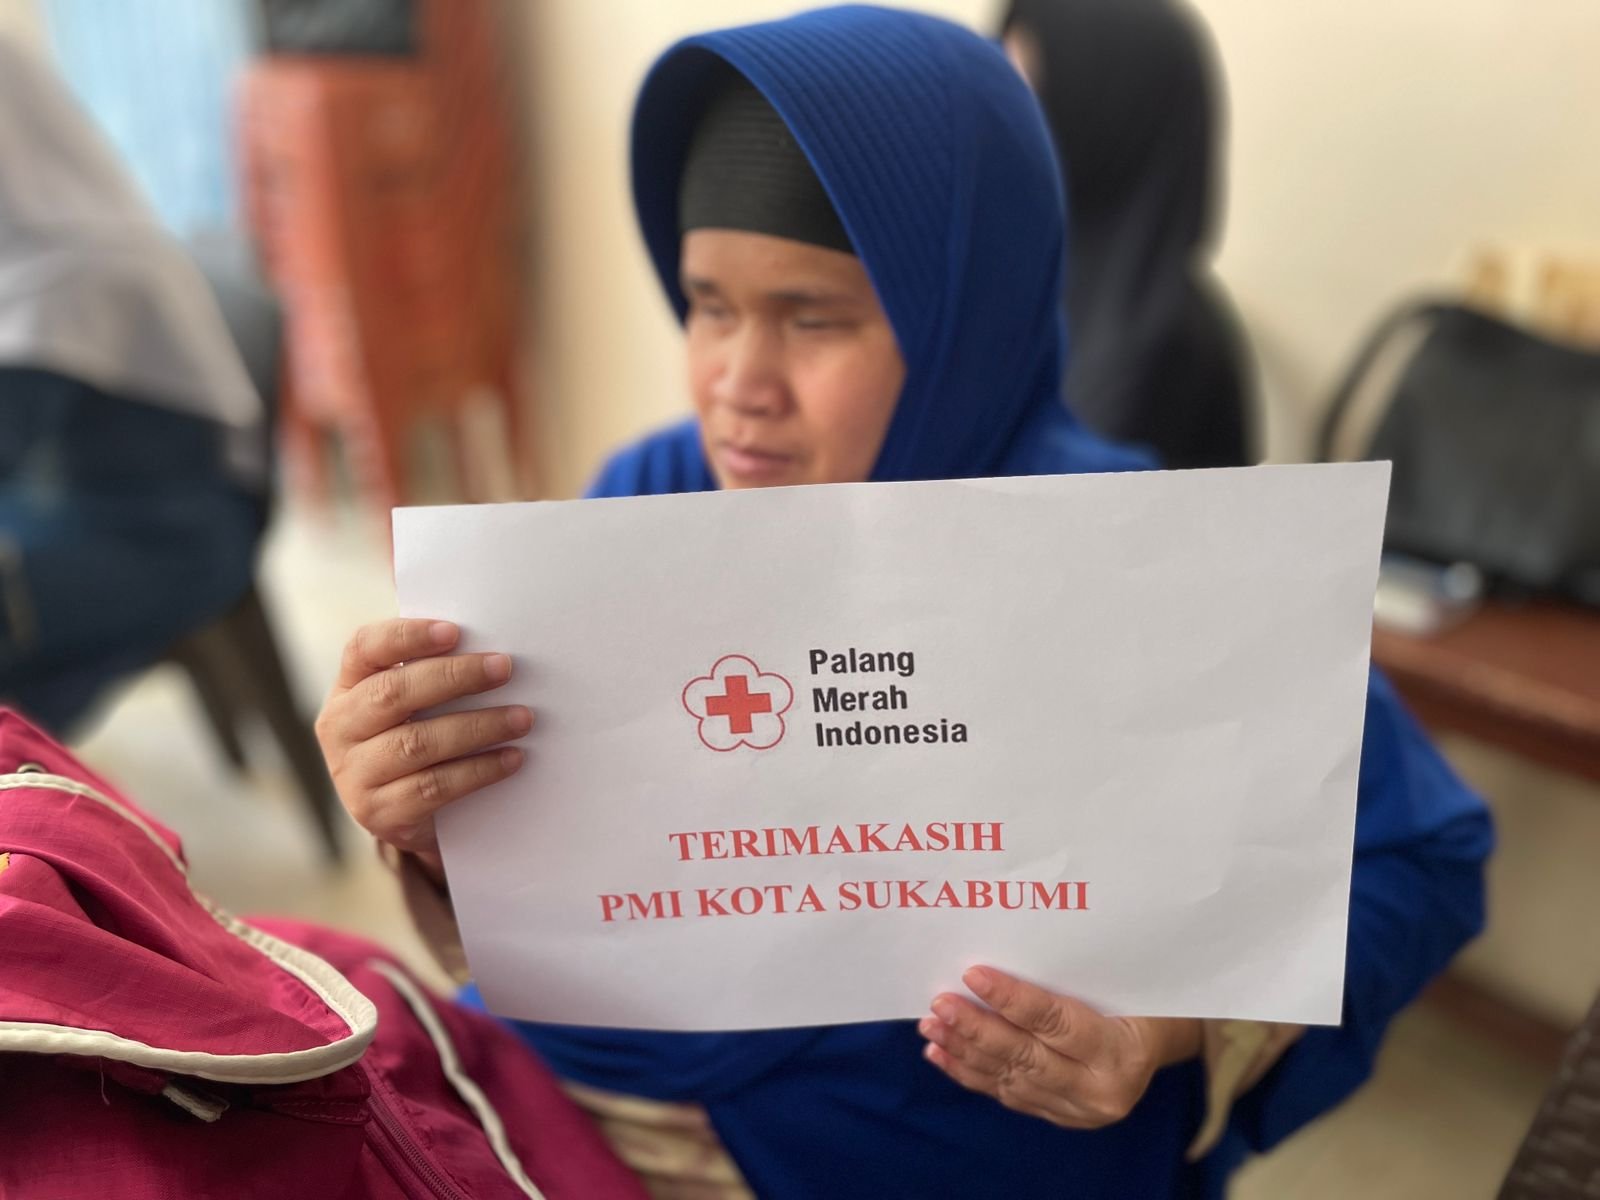 Palang
Merah
Indonesia
TERIMAKASIH
PMI KOTA SUKABUMI